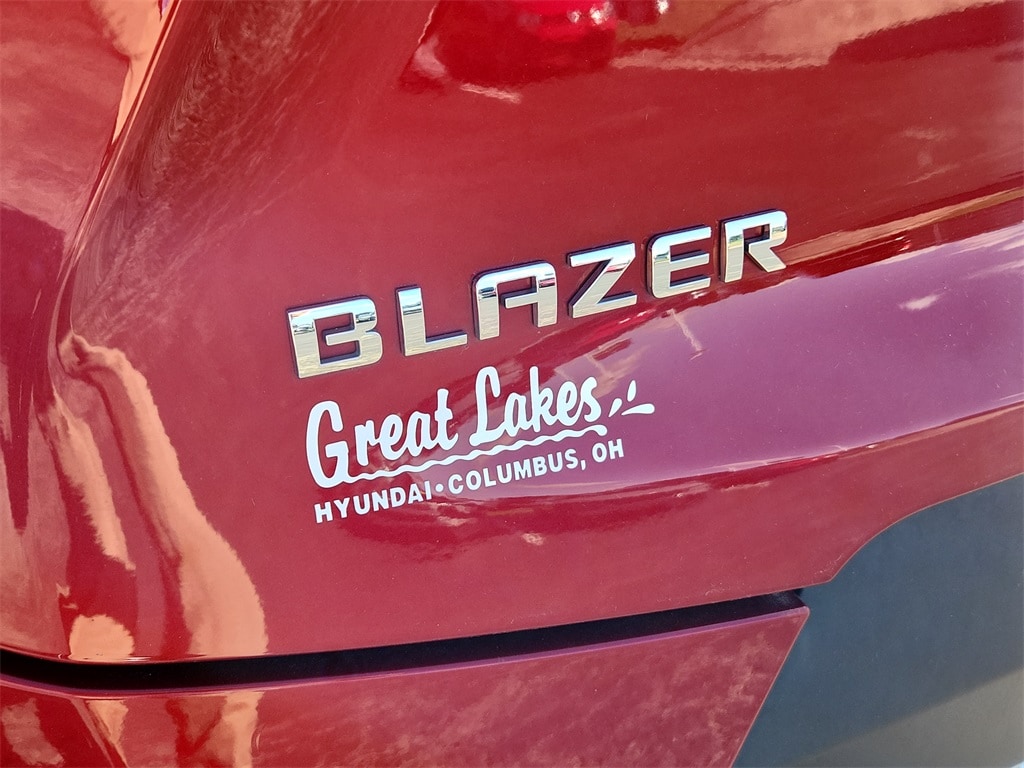 BLAZER
Great Lakes
HYUNDAI•COLUMBUS, OH